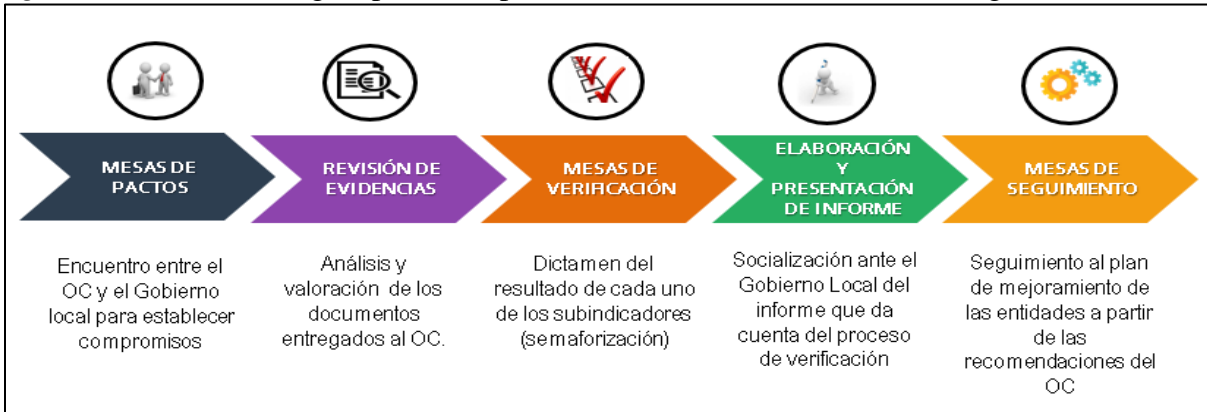 MESAS DE
PACTOS
REVISIÓN DE
EVIDENCIAS
MESAS DE
VERIFICACIÓN
ELABORACIÓN
Y
PRESENTACIÓN
DE INFORME
MESAS DE
SEGUIMIENTO
Encuentro entre el
OC y el Gobierno
local para establecer
compromisos
Análisis y
valoración de los
documentos
entregados al OC.
Dictamen del
resultado de cada uno
de los subindicadores
(semaforización)
Socialización ante el
Gobierno Local del
informe que da
cuenta del proceso
de verificación
Seguimiento al plan
de mejoramiento de
las entidades a partir
de las
recomendaciones del
OC